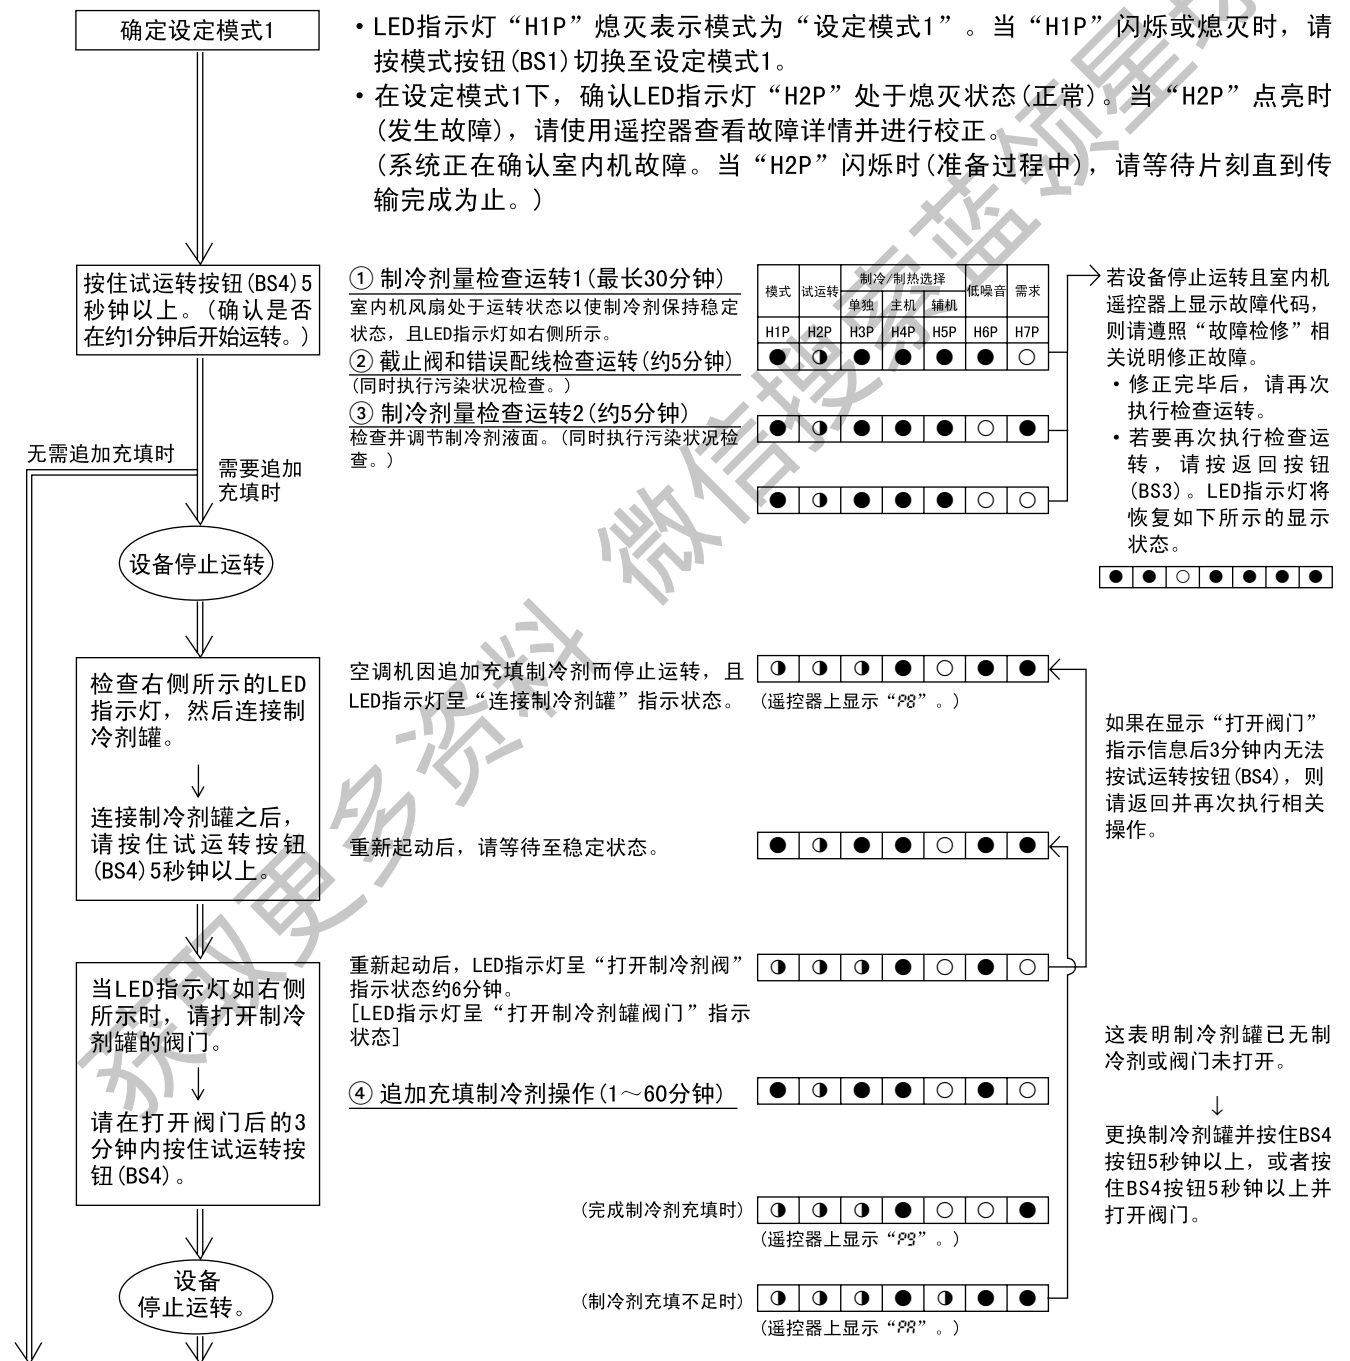 确定设定模式1
•LED指示灯“H1P”熄灭表示模式为“设定模式1”。当“H1P”闪烁或熄灭时，请
按模式按钮(BS1)切换至设定模式1。
•在设定模式1下，确认LED指示灯“H2P”处于熄灭状态(正常)。当“H2P”点亮时
(发生故障)，请使用遥控器查看故障详情并进行校正。
(系统正在确认室内机故障。当“H2P”闪烁时(准备过程中)，请等待片刻直到传
输完成为止。)
按住试运转按钮(BS4)5
秒钟以上。(确认是否
在约1分钟后开始运转。)
① 制冷剂量检查运转1(最长30分钟)
室内机风扇处于运转状态以使制冷剂保持稳定
状态，且LED指示灯如右侧所示。
② 截止阀和错误配线检查运转(约5分钟)
(同时执行污染状况检查。)
③ 制冷剂量检查运转2(约5分钟)
检查并调节制冷剂液面。(同时执行污染状况检
查。)
模式 试运转 制冷/制热选择 低噪音 需求
单独 主机 辅机
H1P H2P H3P H4P H5P H6P H7P
● ◑ ● ● ● ● ○
● ◑ ● ● ● ○ ●
● ◑ ● ● ● ○ ○
若设备停止运转且室内机
遥控器上显示故障代码，
则请遵照“故障检修”相
关说明修正故障。
•修正完毕后，请再次
执行检查运转。
•若要再次执行检查运
转，请按返回按钮
(BS3)。LED指示灯将
恢复如下所示的显示
状态。
● ● ○ ● ● ● ●
无需追加充填时
需要追加
充填时
设备停止运转
检查右侧所示的LED
指示灯，然后连接制
冷剂罐。
↓
连接制冷剂罐之后，
请按住试运转按钮
(BS4)5秒钟以上。
空调机因追加充填制冷剂而停止运转，且
LED指示灯呈“连接制冷剂罐”指示状态。
◑ ◑ ◑ ● ○ ● ●
(遥控器上显示“P8”。)
重新起动后，请等待至稳定状态。
● ◑ ● ● ○ ● ●
如果在显示“打开阀门”
指示信息后3分钟内无法
按试运转按钮(BS4)，则
请返回并再次执行相关
操作。
当LED指示灯如右侧
所示时，请打开制冷
剂罐的阀门。
↓
请在打开阀门后的3
分钟内按住试运转按
钮(BS4)。
重新起动后，LED指示灯呈“打开制冷剂阀”
指示状态约6分钟。
[LED指示灯呈“打开制冷剂罐阀门”指示
状态]
◑ ◑ ◑ ● ○ ● ○
④ 追加充填制冷剂操作(1～60分钟)
● ◑ ● ● ○ ● ○
(完成制冷剂充填时)
◑ ◑ ◑ ● ○ ○ ●
(遥控器上显示“P9”。)
(制冷剂充填不足时)
◑ ◑ ◑ ● ◑ ● ●
(遥控器上显示“PA”。)
这表明制冷剂罐已无制
冷剂或阀门未打开。
↓
更换制冷剂罐并按住BS4
按钮5秒钟以上，或者按
住BS4按钮5秒钟以上并
打开阀门。
设备
停止运转。
获取更多资料 微信搜索蓝领星球